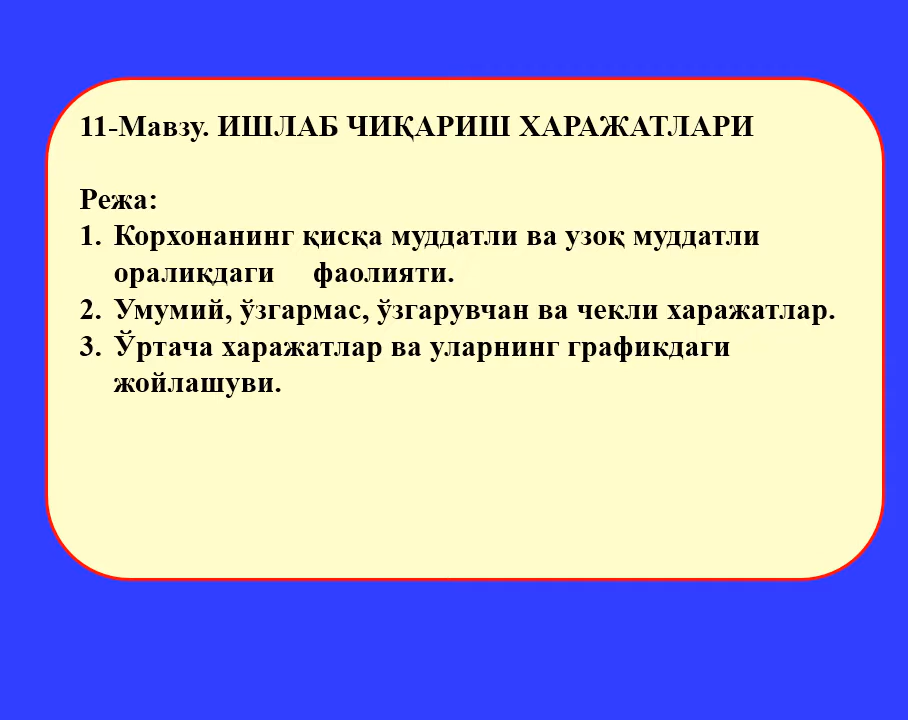 11-Мавзу. ИШЛАБ ЧИҚАРИШ ХАРАЖАТЛАРИ
Режа:
1. Корхонанинг қисқа муддатли ва узоқ муддатли
оралиқдаги фаолияти.
2. Умумий, ўзгармас, ўзгарувчан ва чекли харажатлар.
3. Ўртача харажатлар ва уларнинг графикдаги
жойлашуви.